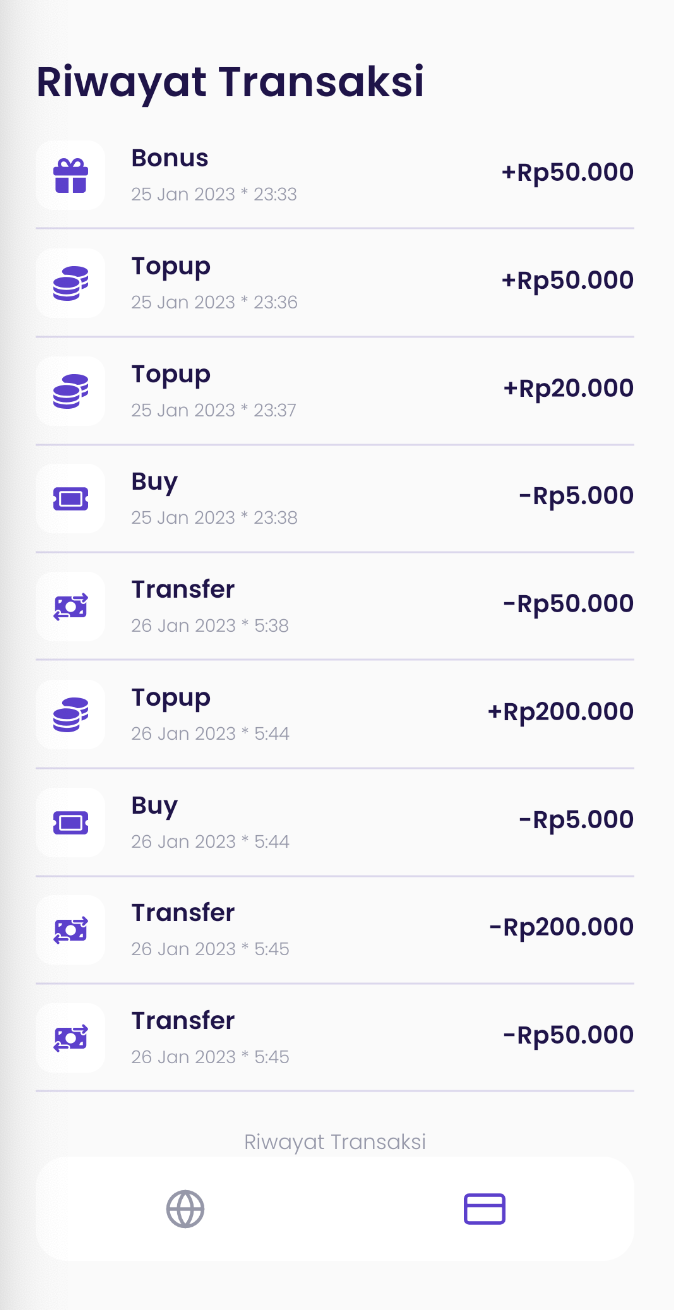 Riwayat Transaksi
Bonus
+Rp50.000
25 Jan 2023 * 23:33
Topup
+Rp50.000
25 Jan 2023 * 23:36
Topup
+Rp20.000
25 Jan 2023 * 23:37
Buy
-Rp5.000
25 Jan 2023 * 23:38
Transfer
-Rp50.000
26 Jan 2023 * 5:38
Topup
+Rp200.000
26 Jan 2023 * 5:44
Buy
-Rp5.000
26 Jan 2023 * 5:44
Transfer
-Rp200.000
26 Jan 2023 * 5:45
Transfer
-Rp50.000
26 Jan 2023 * 5:45
Riwayat Transaksi